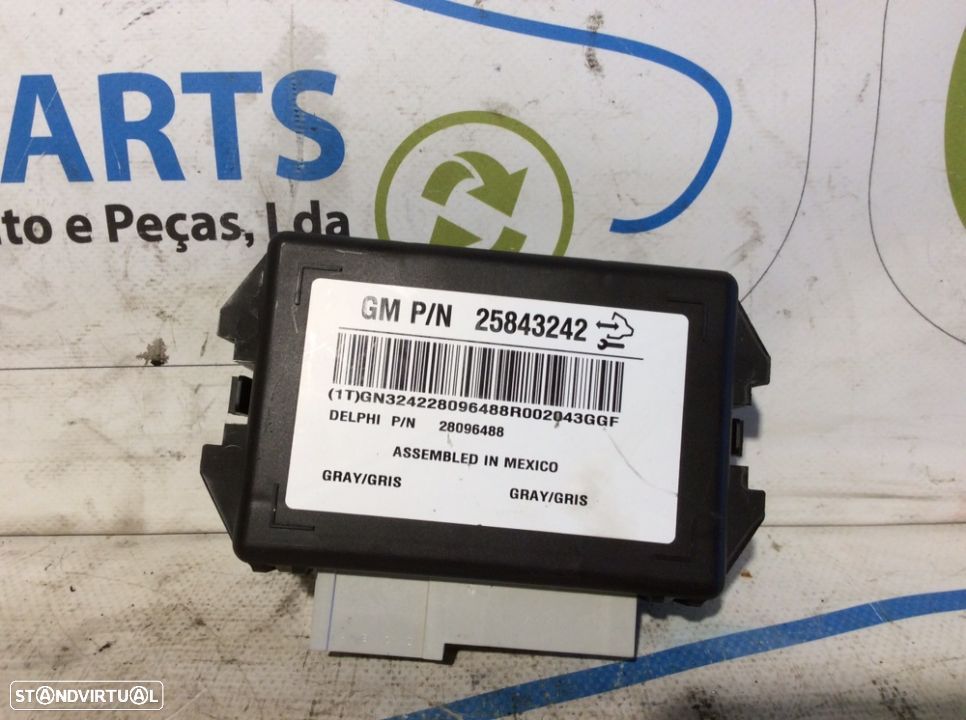 ARTS
to e Peças, Lda
GM P/N 25843242
(1T)GN324228096488R002043GGF
DELPHI P/N 28096488
ASSEMBLED IN MEXICO
GRAY/GRIS
GRAY/GRIS
STANDVIRTUAL